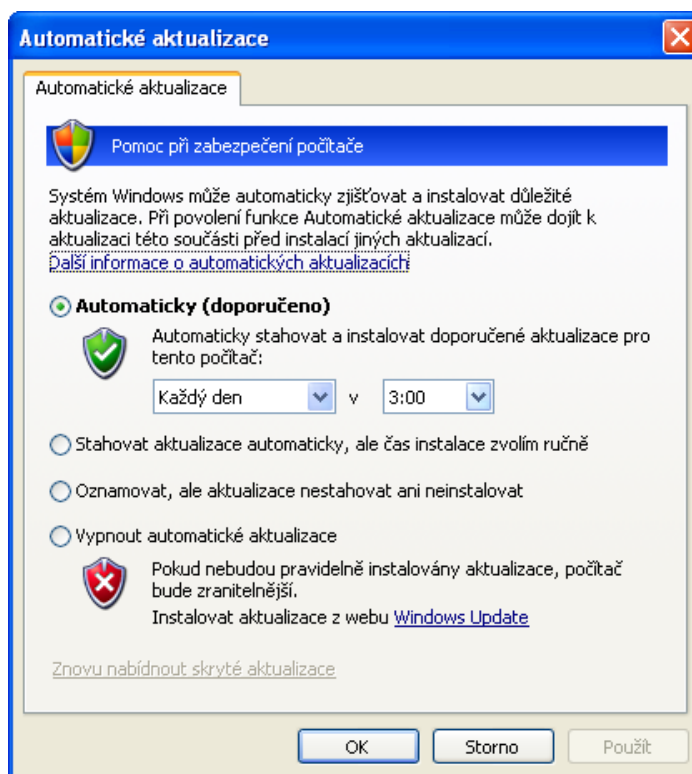 Automatické aktualizace
Automatické aktualizace
Pomoc při zabezpečení počítače
Systém Windows může automaticky zjišťovat a instalovat důležité
aktualizace. Při povolení funkce Automatické aktualizace může dojít k
aktualizaci této součásti před instalací jiných aktualizací.
Další informace o automatických aktualizacích
Automaticky (doporučeno)
Automaticky stahovat a instalovat doporučené aktualizace pro
tento počítač:
Každý den v 3:00
Stahovat aktualizace automaticky, ale čas instalace zvolím ručně
Oznamovat, ale aktualizace nestahovat ani neinstalovat
Vypnout automatické aktualizace
Pokud nebudou pravidelně instalovány aktualizace, počítač
bude zranitelnější.
Instalovat aktualizace z webu Windows Update
Znovu nabídnout skryté aktualizace
OK Storno Použít